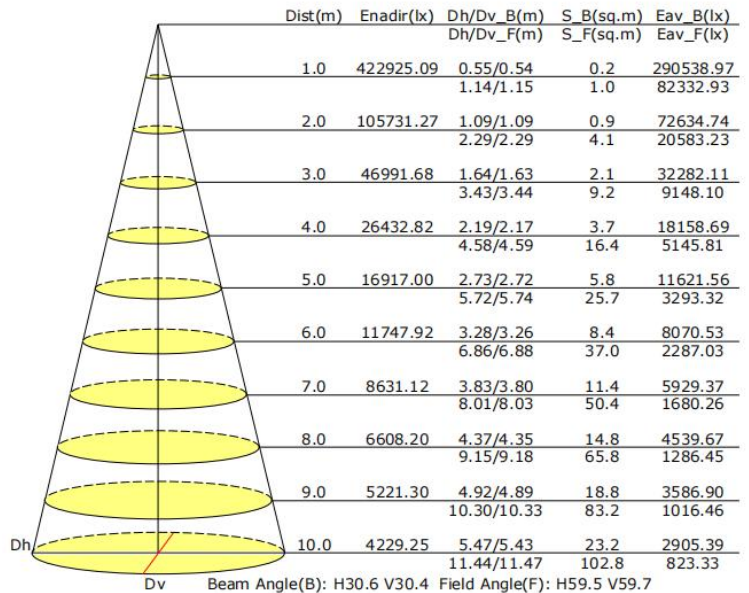 Dist(m) Enadir(lx) Dh/Dv_B(m) S_B(sq.m) Eav_B(lx)
Dh/Dv_F(m) S_F(sq.m) Eav_F(lx)
1.0 422925.09 0.55/0.54 0.2 290538.97
1.14/1.15 1.0 82332.93
2.0 105731.27 1.09/1.09 0.9 72634.74
2.29/2.29 4.1 20583.23
3.0 46991.68 1.64/1.63 2.1 32282.11
3.43/3.44 9.2 9148.10
4.0 26432.82 2.19/2.17 3.7 18158.69
4.58/4.59 16.4 5145.81
5.0 16917.00 2.73/2.72 5.8 11621.56
5.72/5.74 25.7 3293.32
6.0 11747.92 3.28/3.26 8.4 8070.53
6.86/6.88 37.0 2287.03
7.0 8631.12 3.83/3.80 11.4 5929.37
8.01/8.03 50.4 1680.26
8.0 6608.20 4.37/4.35 14.8 4539.67
9.15/9.18 65.8 1286.45
9.0 5221.30 4.92/4.89 18.8 3586.90
10.30/10.33 83.2 1016.46
Dh 10.0 4229.25 5.47/5.43 23.2 2905.39
11.44/11.47 102.8 823.33
Dv Beam Angle(B): H30.6 V30.4 Field Angle(F): H59.5 V59.7